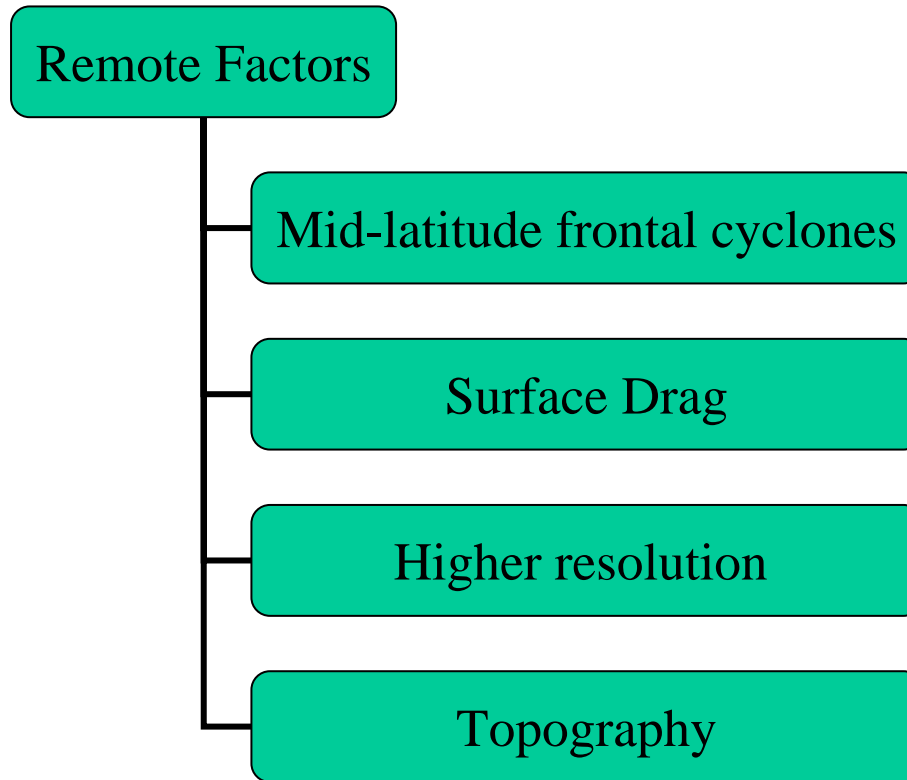 Remote Factors
Mid-latitude frontal cyclones
Surface Drag
Higher resolution
Topography